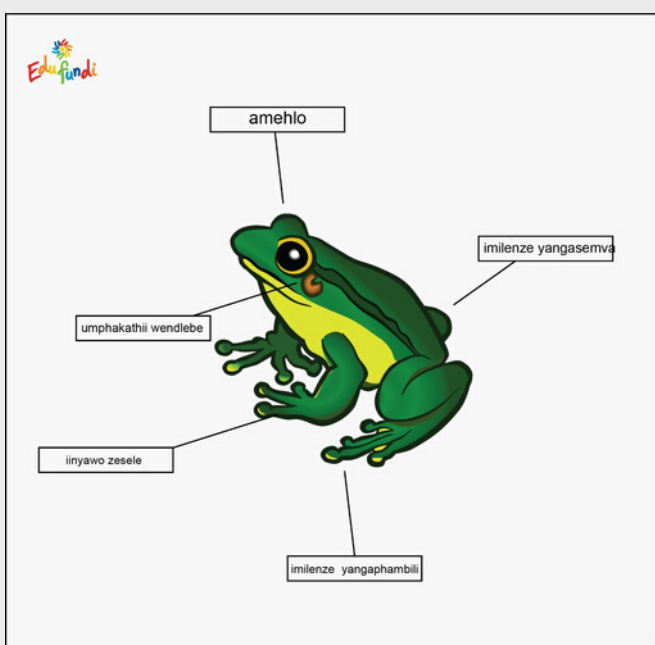 Edufundi
amehlo
imilenze yangasemva
umphakathii wendlebe
iinyawo zesele
imilenze yangaphambili